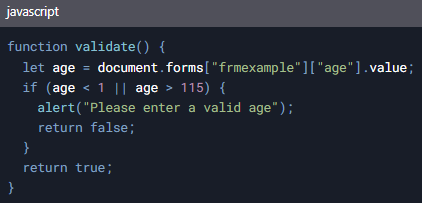 javascript
function validate() {
  let age = document.forms["frmexample"]["age"].value;
  if (age < 1 || age > 115) {
    alert("Please enter a valid age");
    return false;
  }
  return true;
}